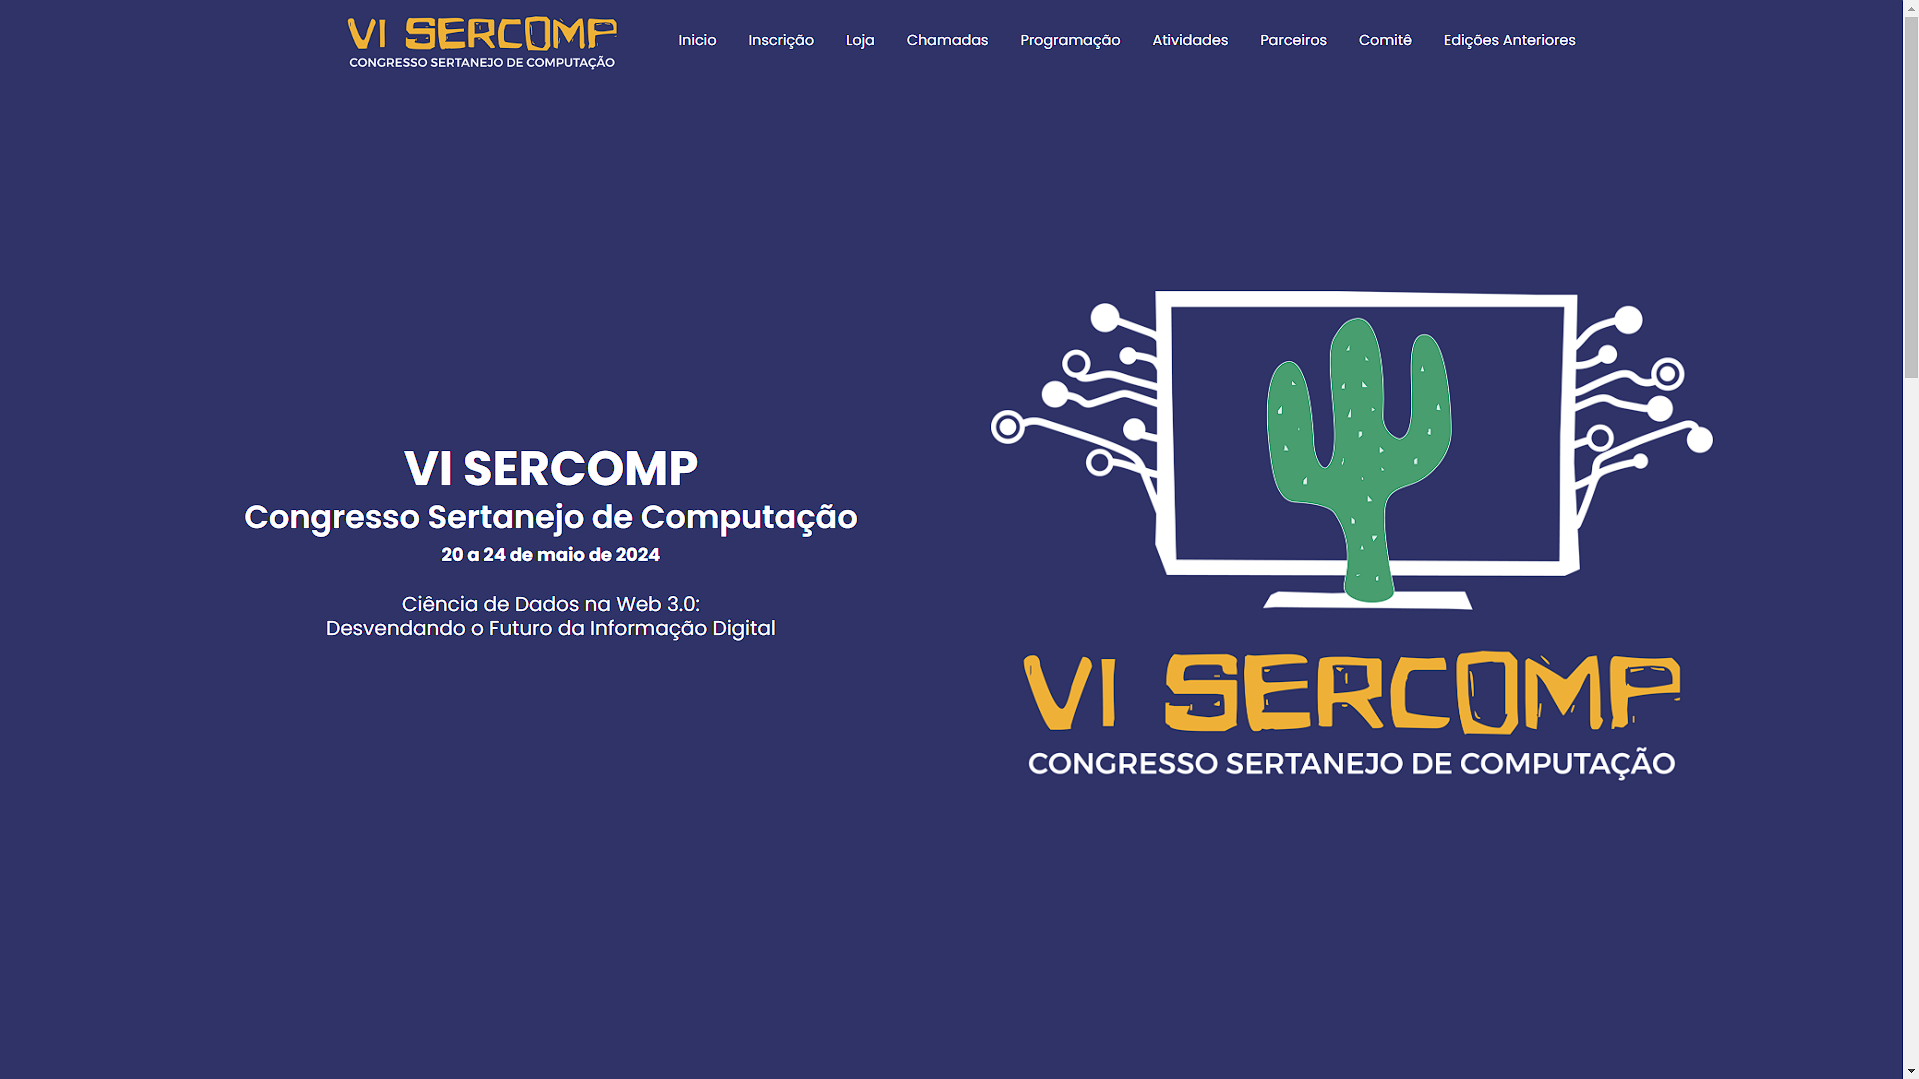 VI SERCOMP
CONGRESSO SERTANEJO DE COMPUTAÇÃO
Inicio Inscrição Loja Chamadas Programação Atividades Parceiros Comitê Edições Anteriores
VI SERCOMP
Congresso Sertanejo de Computação
20 a 24 de maio de 2024
Ciência de Dados na Web 3.0:
Desvendando o Futuro da Informação Digital
VI SERCOMP
CONGRESSO SERTANEJO DE COMPUTAÇÃO